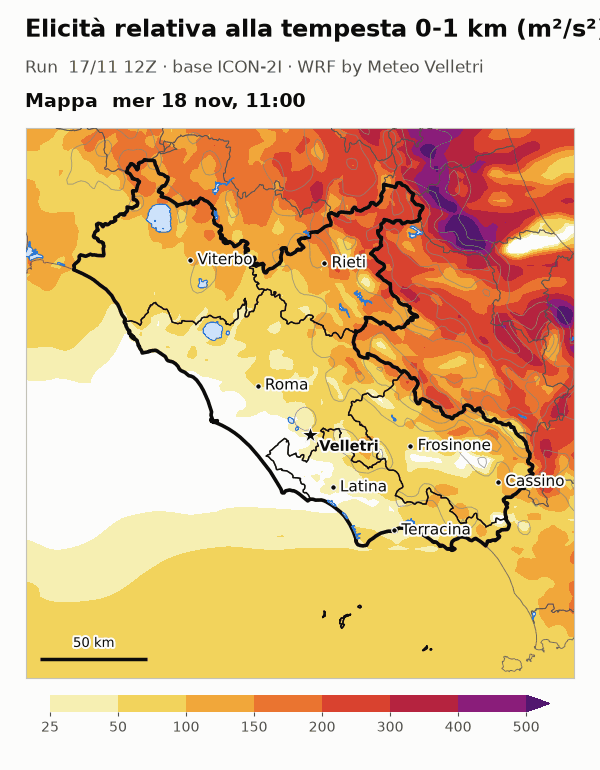 Elicità relativa alla tempesta 0-1 km (m²/s²)
Run 17/11 12Z · base ICON-2I · WRF by Meteo Velletri
Mappa mer 18 nov, 11:00
Viterbo
Rieti
Roma
Velletri
Frosinone
Cassino
Latina
Terracina
50 km
25 50 100 150 200 300 400 500